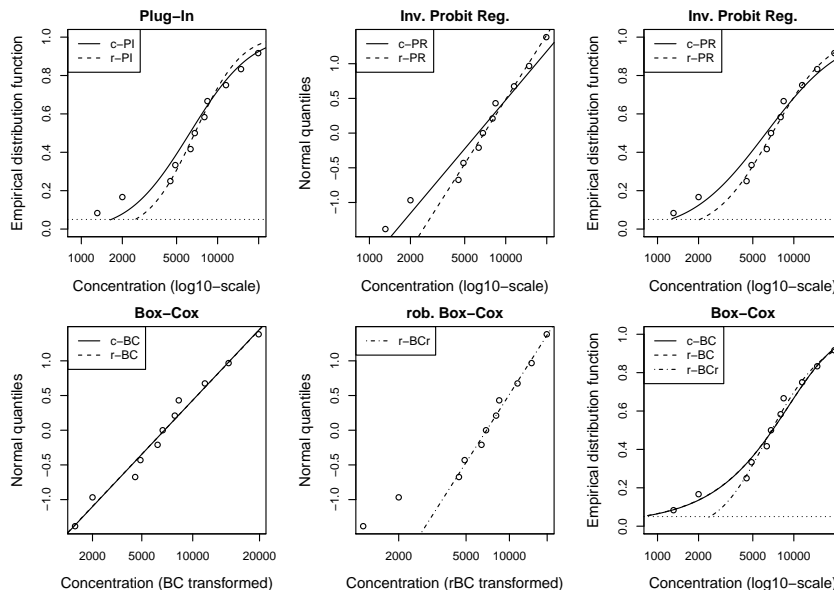 Plug−In
Empirical distribution function
0.0 0.2 0.4 0.6 0.8 1.0
c−PI
r−PI
1000 2000 5000 10000
Concentration (log10−scale)
Inv. Probit Reg.
Normal quantiles
−1.0 −0.5 0.0 0.5 1.0
c−PR
r−PR
2000 5000 10000
Concentration (log10−scale)
Inv. Probit Reg.
Empirical distribution function
0.0 0.2 0.4 0.6 0.8 1.0
c−PR
r−PR
1000 2000 5000 10000
Concentration (log10−scale)
Box−Cox
Normal quantiles
−1.0 0.0 0.5 1.0
c−BC
r−BC
2000 5000 10000 20000
Concentration (BC transformed)
rob. Box−Cox
Normal quantiles
−1.0 0.0 0.5 1.0
r−BCr
2000 5000 10000
Concentration (rBC transformed)
Box−Cox
Empirical distribution function
0.0 0.2 0.4 0.6 0.8 1.0
c−BC
r−BC
r−BCr
1000 2000 5000 10000
Concentration (log10−scale)